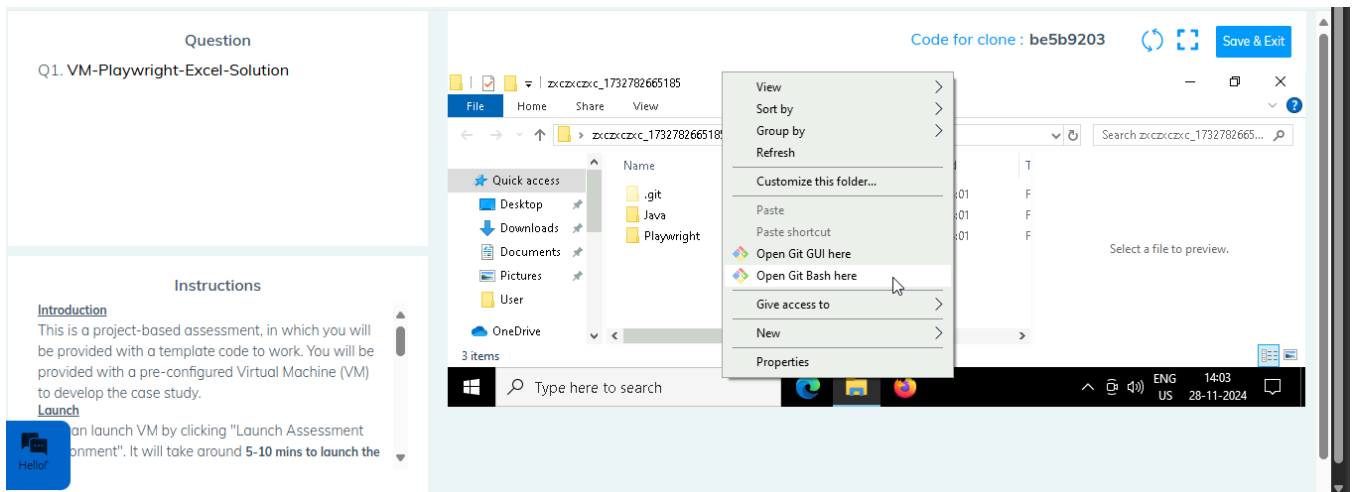 Question
Q1. VM-Playwright-Excel-Solution
Instructions
Introduction
This is a project-based assessment, in which you will
be provided with a template code to work. You will be
provided with a pre-configured Virtual Machine (VM)
to develop the case study.
Launch
an launch VM by clicking "Launch Assessment
onment". It will take around 5-10 mins to launch the
Hello!
Code for clone : be5b9203
Save & Exit
zxczxczxc_1732782665185
File Home Share View
zxczxczxc_173278266518
Search zxczxczxc_1732782665...
Quick access
Desktop
Downloads
Documents
Pictures
User
OneDrive
3 items
Name
.git
Java
Playwright
:01
:01
:01
Select a file to preview.
View
Sort by
Group by
Refresh
Customize this folder...
Paste
Paste shortcut
Open Git GUI here
Open Git Bash here
Give access to
New
Properties
Type here to search
ENG
US
14:03
28-11-2024